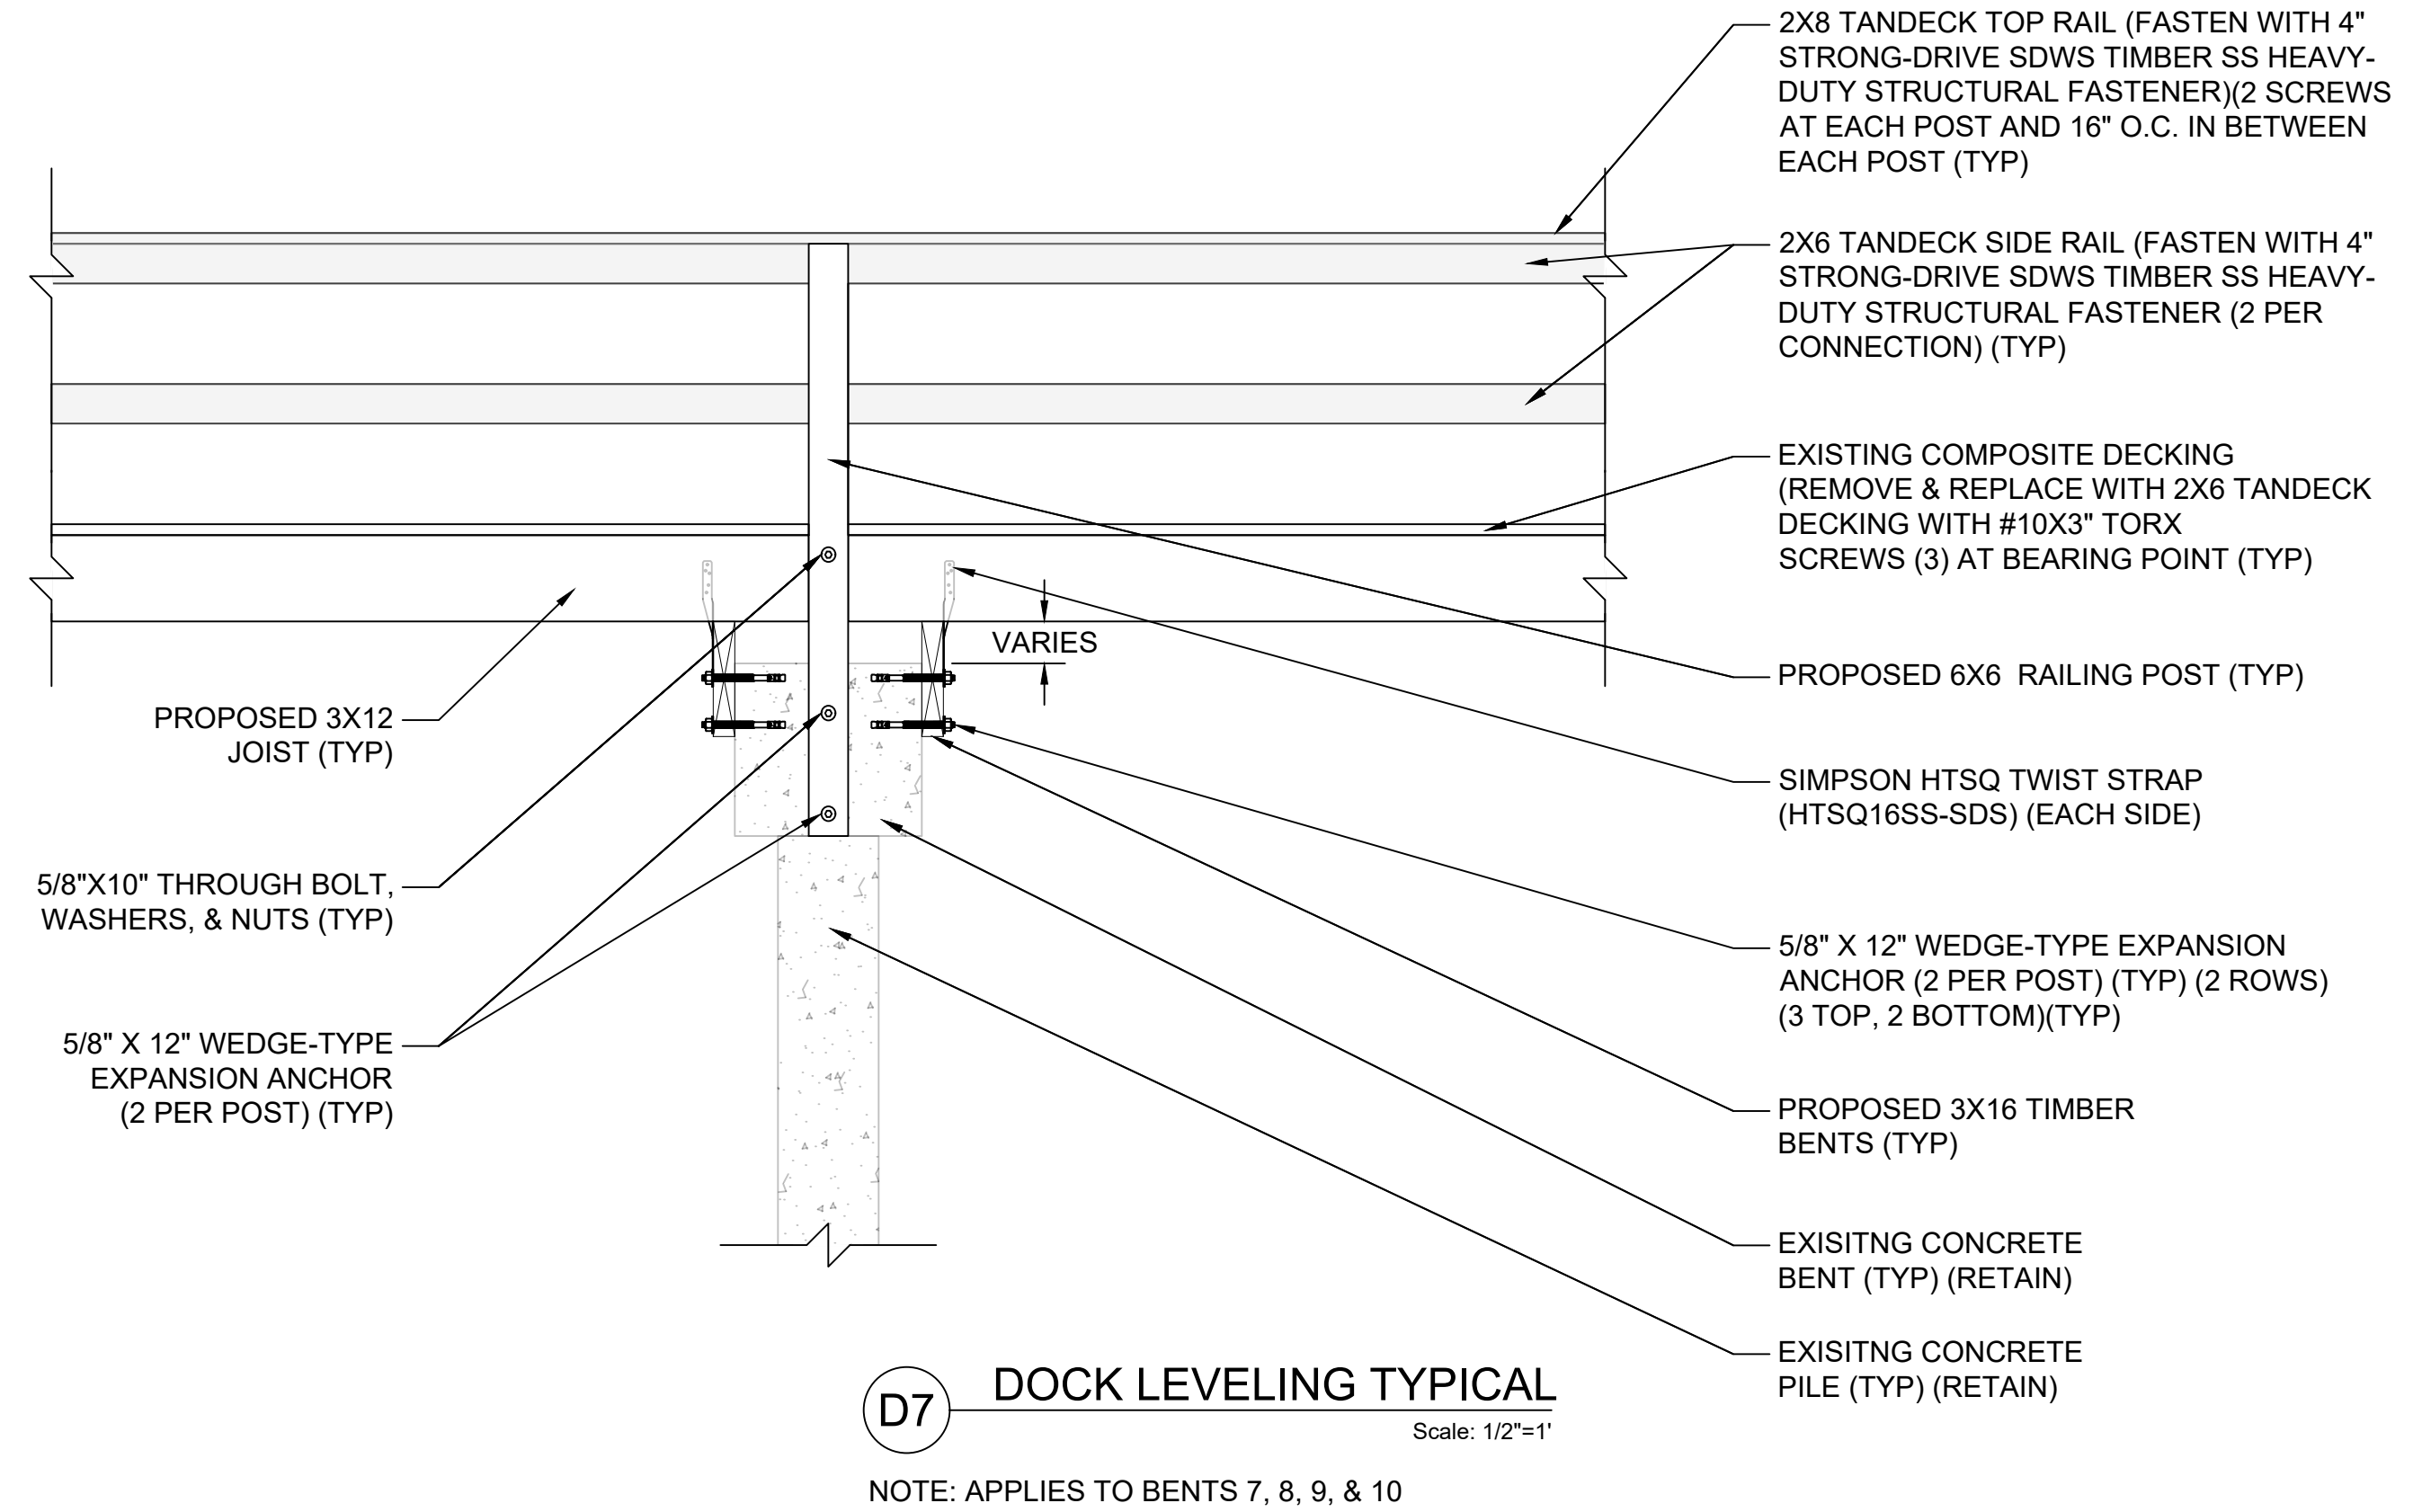 2X8 TANDECK TOP RAIL (FASTEN WITH 4"
STRONG-DRIVE SDWS TIMBER SS HEAVY-
DUTY STRUCTURAL FASTENER)(2 SCREWS
AT EACH POST AND 16" O.C. IN BETWEEN
EACH POST (TYP)
2X6 TANDECK SIDE RAIL (FASTEN WITH 4"
STRONG-DRIVE SDWS TIMBER SS HEAVY-
DUTY STRUCTURAL FASTENER (2 PER
CONNECTION) (TYP)
EXISTING COMPOSITE DECKING
(REMOVE & REPLACE WITH 2X6 TANDECK
DECKING WITH #10X3" TORX
SCREWS (3) AT BEARING POINT (TYP)
VARIES
PROPOSED 6X6 RAILING POST (TYP)
PROPOSED 3X12
JOIST (TYP)
SIMPSON HTSQ TWIST STRAP
(HTSQ16SS-SDS) (EACH SIDE)
5/8"X10" THROUGH BOLT,
WASHERS, & NUTS (TYP)
5/8" X 12" WEDGE-TYPE EXPANSION
ANCHOR (2 PER POST) (TYP) (2 ROWS)
(3 TOP, 2 BOTTOM)(TYP)
5/8" X 12" WEDGE-TYPE
EXPANSION ANCHOR
(2 PER POST) (TYP)
PROPOSED 3X16 TIMBER
BENTS (TYP)
EXISITNG CONCRETE
BENT (TYP) (RETAIN)
EXISITNG CONCRETE
PILE (TYP) (RETAIN)
D7
DOCK LEVELING TYPICAL
Scale: 1/2"=1'
NOTE: APPLIES TO BENTS 7, 8, 9, & 10